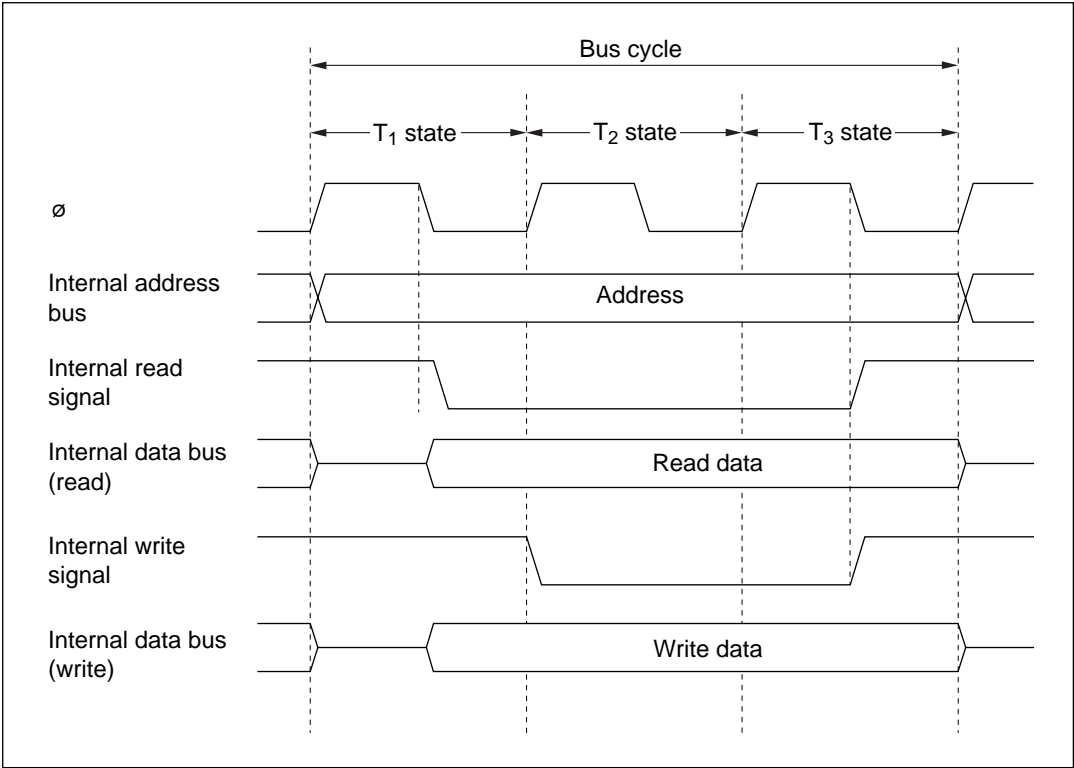 Bus cycle
T₁ state
T₂ state
T₃ state
ø
Internal address
bus
Address
Internal read
signal
Internal data bus
(read)
Read data
Internal write
signal
Internal data bus
(write)
Write data